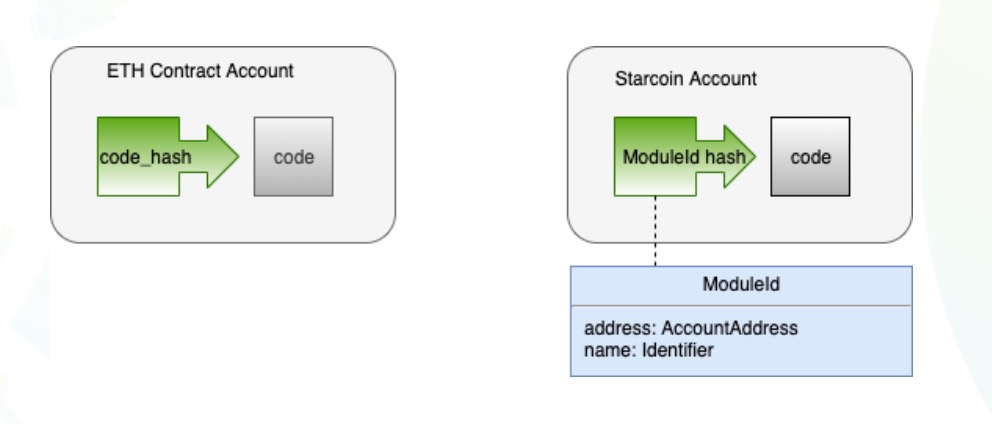 ETH Contract Account
code_hash
code
Starcoin Account
ModuleId hash
code
ModuleId
address: AccountAddress
name: Identifier